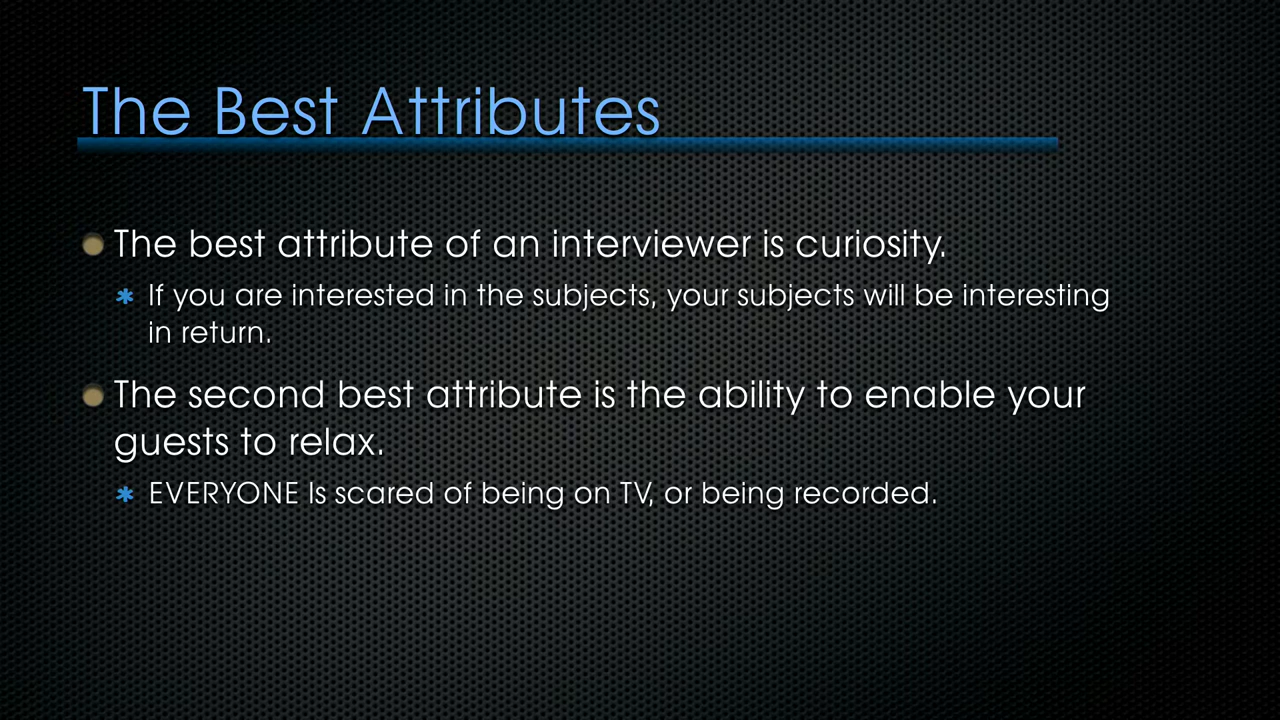 The Best Attributes
The best attribute of an interviewer is curiosity.
If you are interested in the subjects, your subjects will be interesting
in return.
The second best attribute is the ability to enable your
guests to relax.
EVERYONE Is scared of being on TV, or being recorded.